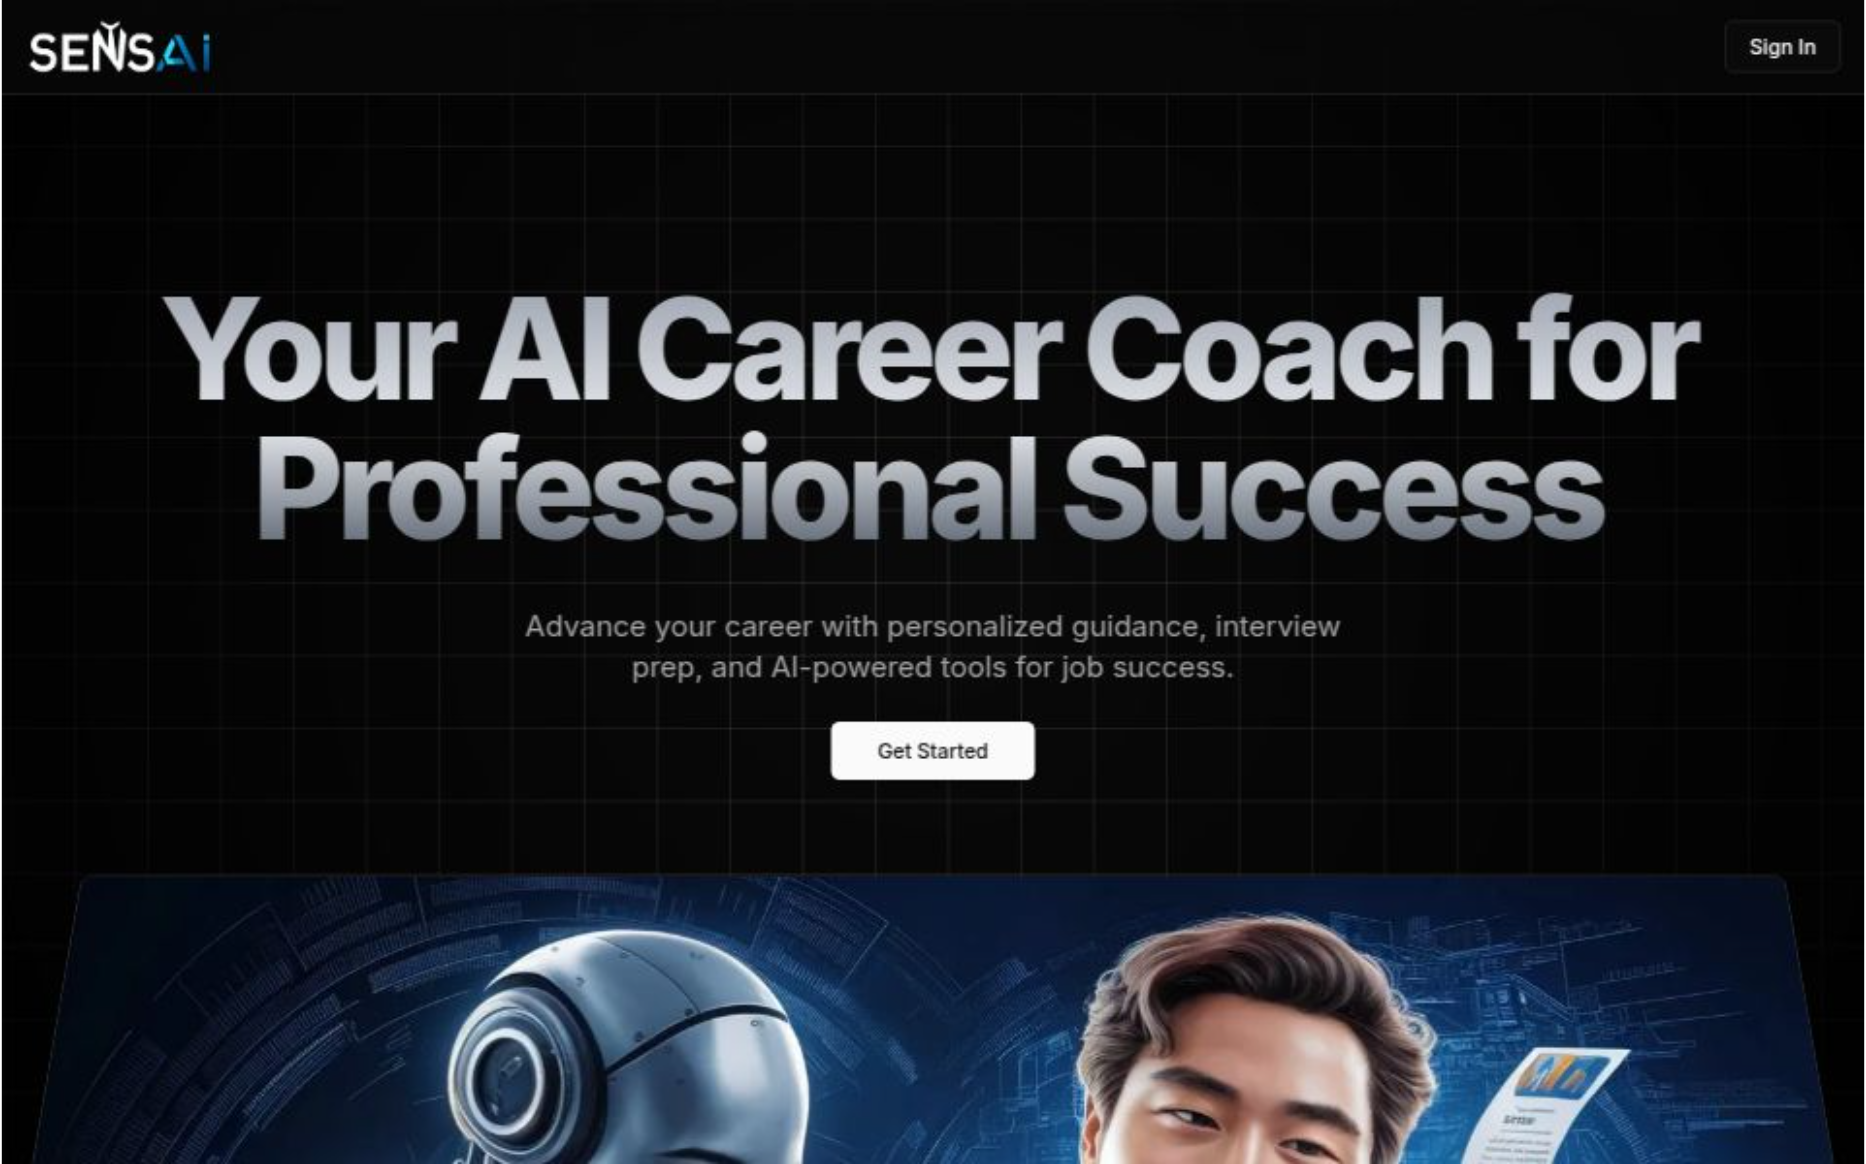 SENSAi
Sign In
Your AI Career Coach for
Professional Success
Advance your career with personalized guidance, interview
prep, and AI-powered tools for job success.
Get Started